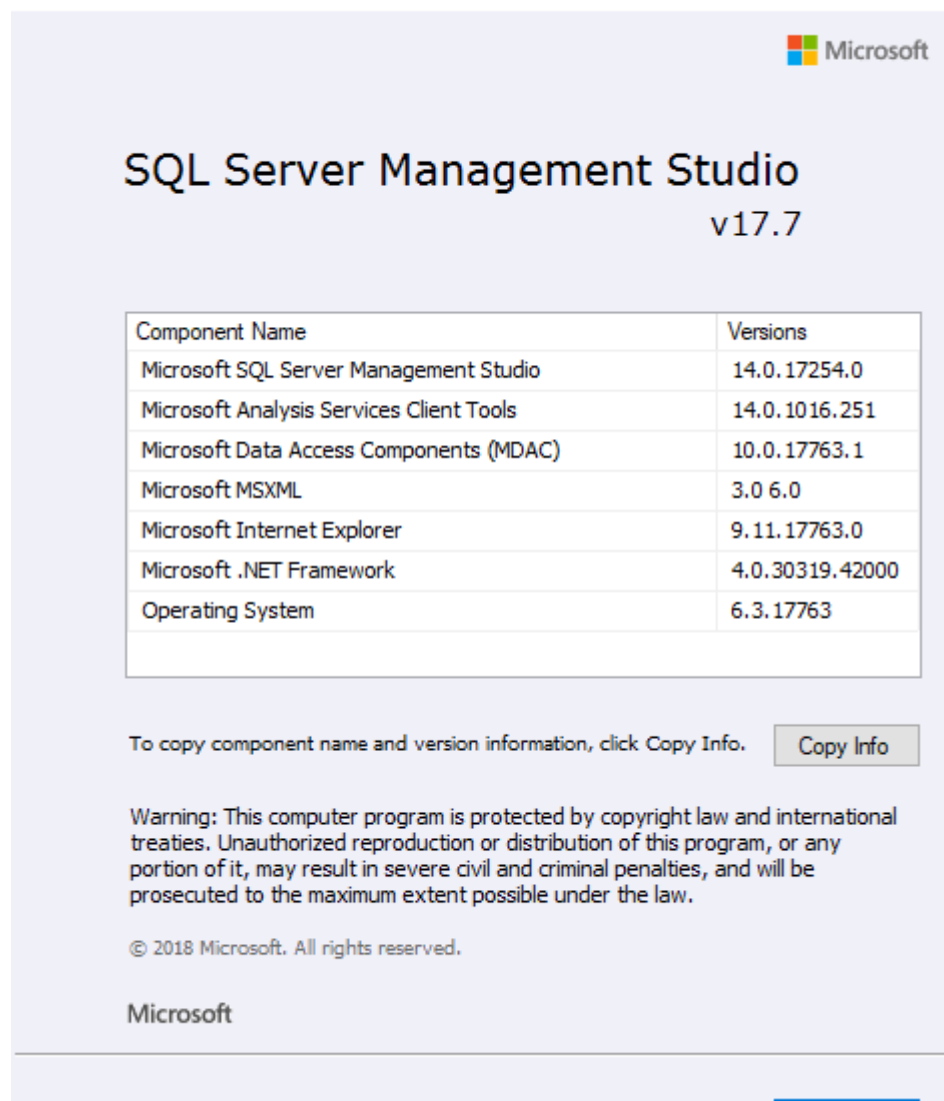 Microsoft
SQL Server Management Studio
v17.7
Component Name Versions
Microsoft SQL Server Management Studio 14.0.17254.0
Microsoft Analysis Services Client Tools 14.0.1016.251
Microsoft Data Access Components (MDAC) 10.0.17763.1
Microsoft MSXML 3.0 6.0
Microsoft Internet Explorer 9.11.17763.0
Microsoft .NET Framework 4.0.30319.42000
Operating System 6.3.17763
To copy component name and version information, click Copy Info. Copy Info
Warning: This computer program is protected by copyright law and international
treaties. Unauthorized reproduction or distribution of this program, or any
portion of it, may result in severe civil and criminal penalties, and will be
prosecuted to the maximum extent possible under the law.
© 2018 Microsoft. All rights reserved.
Microsoft